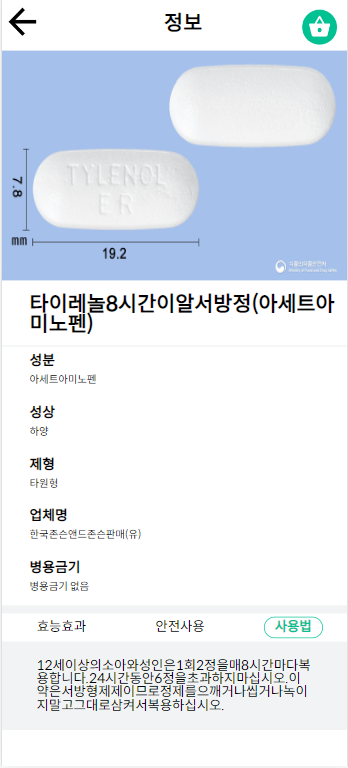 정보
TYLENOL
ER
7.8
mm
19.2
식품의약품안전처
Ministry of Food and Drug Safety
타이레놀8시간이알서방정(아세트아
미노펜)
성분
아세트아미노펜
성상
하양
제형
타원형
업체명
한국존슨앤드존슨판매(유)
병용금기
병용금기 없음
효능효과 안전사용 사용법
12세이상의소아와성인은1회2정을매8시간마다복
용합니다.24시간동안6정을초과하지마십시오.이
약은서방형제제이므로정제를으깨거나씹거나녹이
지말고그대로삼켜서복용하십시오.